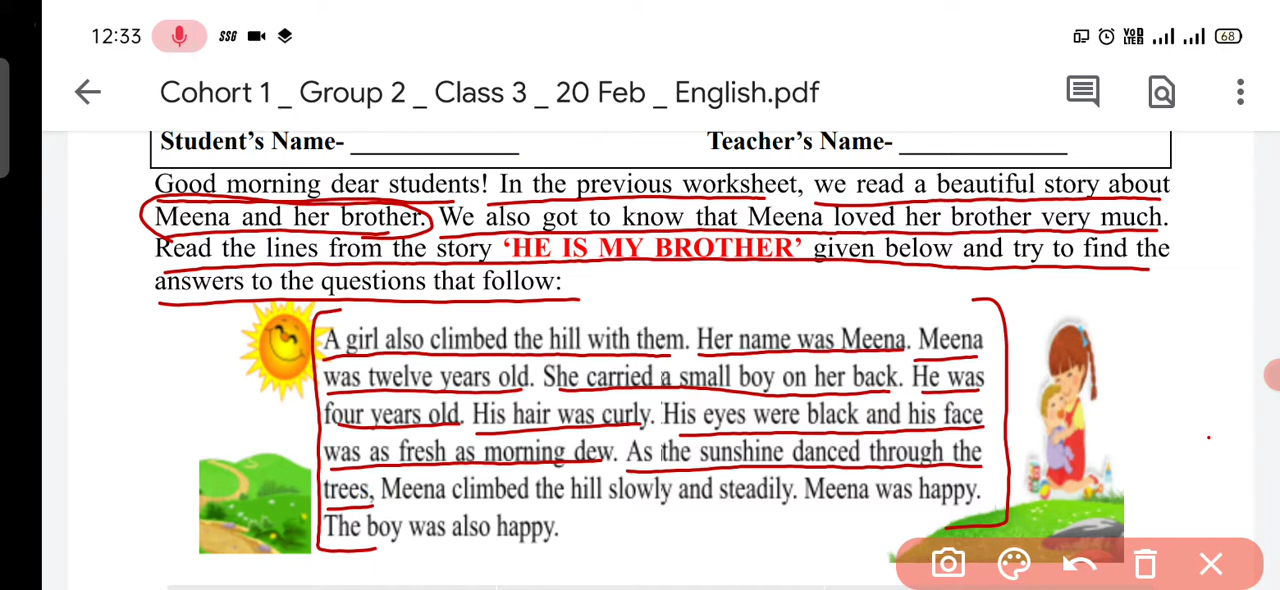 12:33 SSG VoD LTED 68
Cohort 1 _ Group 2 _ Class 3 _ 20 Feb _ English.pdf
Student's Name- ____________ Teacher's Name- ____________
Good morning dear students! In the previous worksheet, we read a beautiful story about
Meena and her brother. We also got to know that Meena loved her brother very much.
Read the lines from the story ‘HE IS MY BROTHER’ given below and try to find the
answers to the questions that follow:
A girl also climbed the hill with them. Her name was Meena. Meena
was twelve years old. She carried a small boy on her back. He was
four years old. His hair was curly. His eyes were black and his face
was as fresh as morning dew. As the sunshine danced through the
trees, Meena climbed the hill slowly and steadily. Meena was happy.
The boy was also happy.